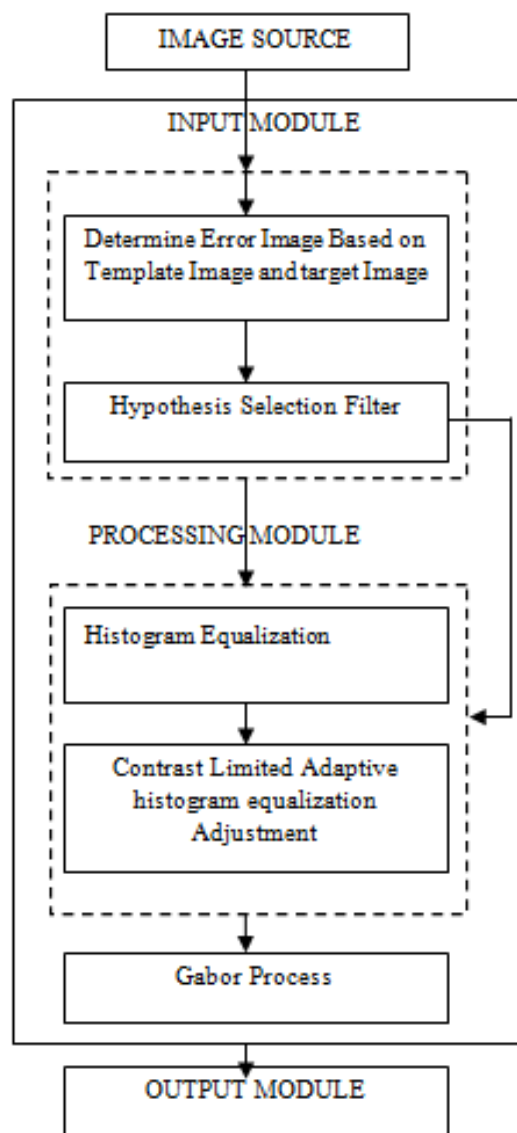 IMAGE SOURCE
INPUT MODULE
Determine Error Image Based on
Template Image and target Image
Hypothesis Selection Filter
PROCESSING MODULE
Histogram Equalization
Contrast Limited Adaptive
histogram equalization
Adjustment
Gabor Process
OUTPUT MODULE